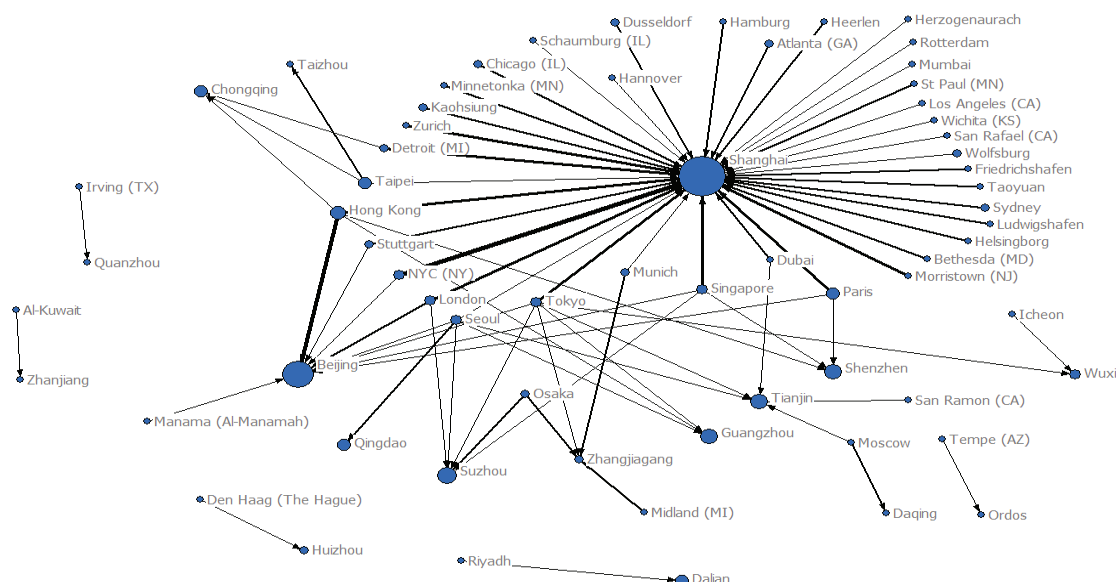 Dusseldorf
Hamburg
Heerlen
Herzogenaurach
Schaumburg (IL)
Atlanta (GA)
Rotterdam
Taizhou
Chicago (IL)
Hannover
Mumbai
Chongqing
Minnetonka (MN)
St Paul (MN)
Kaohsiung
Los Angeles (CA)
Zurich
Wichita (KS)
San Rafael (CA)
Detroit (MI)
Wolfsburg
Shanghai
Friedrichshafen
Taipei
Irving (TX)
Taoyuan
Hong Kong
Sydney
Ludwigshafen
Stuttgart
Helsingborg
Quanzhou
Dubai
Bethesda (MD)
NYC (NY)
Munich
Morristown (NJ)
Singapore
Paris
London
Tokyo
Al-Kuwait
Seoul
Icheon
Beijing
Shenzhen
Wuxi
Zhanjiang
Osaka
Tianjin
San Ramon (CA)
Manama (Al-Manamah)
Guangzhou
Qingdao
Moscow
Tempe (AZ)
Zhangjiagang
Suzhou
Den Haag (The Hague)
Midland (MI)
Daqing
Ordos
Huizhou
Riyadh
Dalian